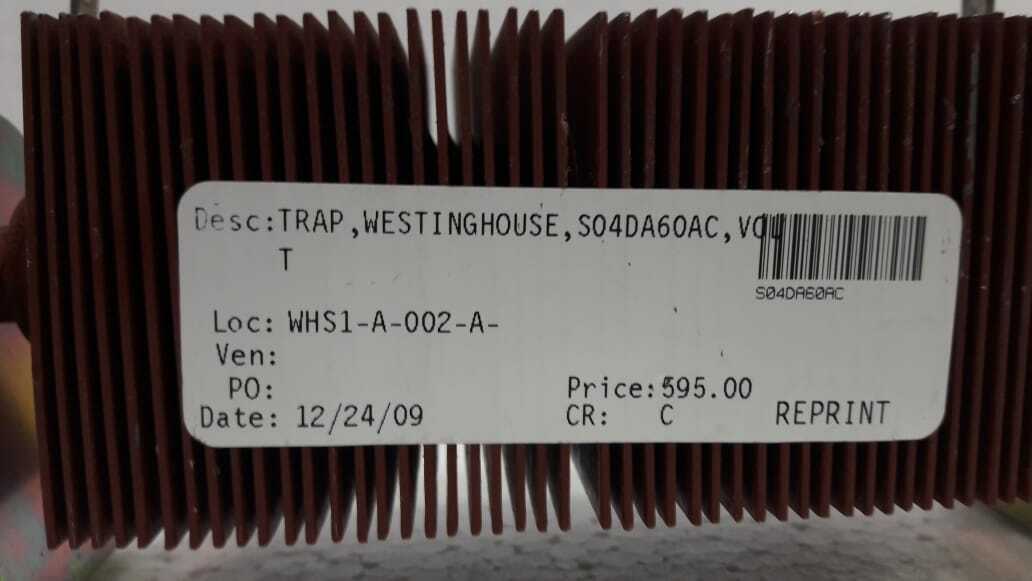 Desc:TRAP,WESTINGHOUSE,S04DA60AC,VOL
T
S04DA60AC
Loc: WHS1-A-002-A-
Ven:
PO:
Price:595.00
Date: 12/24/09
CR: C
REPRINT